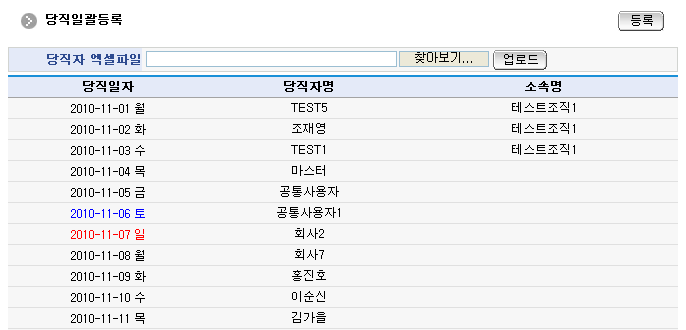 당직일괄등록 등록
당직자 엑셀파일 찾아보기... 업로드
당직일자 당직자명 소속명
2010-11-01 월 TEST5 테스트조직1
2010-11-02 화 조재영 테스트조직1
2010-11-03 수 TEST1 테스트조직1
2010-11-04 목 마스터
2010-11-05 금 공통사용자
2010-11-06 토 공통사용자1
2010-11-07 일 회사2
2010-11-08 월 회사7
2010-11-09 화 홍진호
2010-11-10 수 이순신
2010-11-11 목 김가을